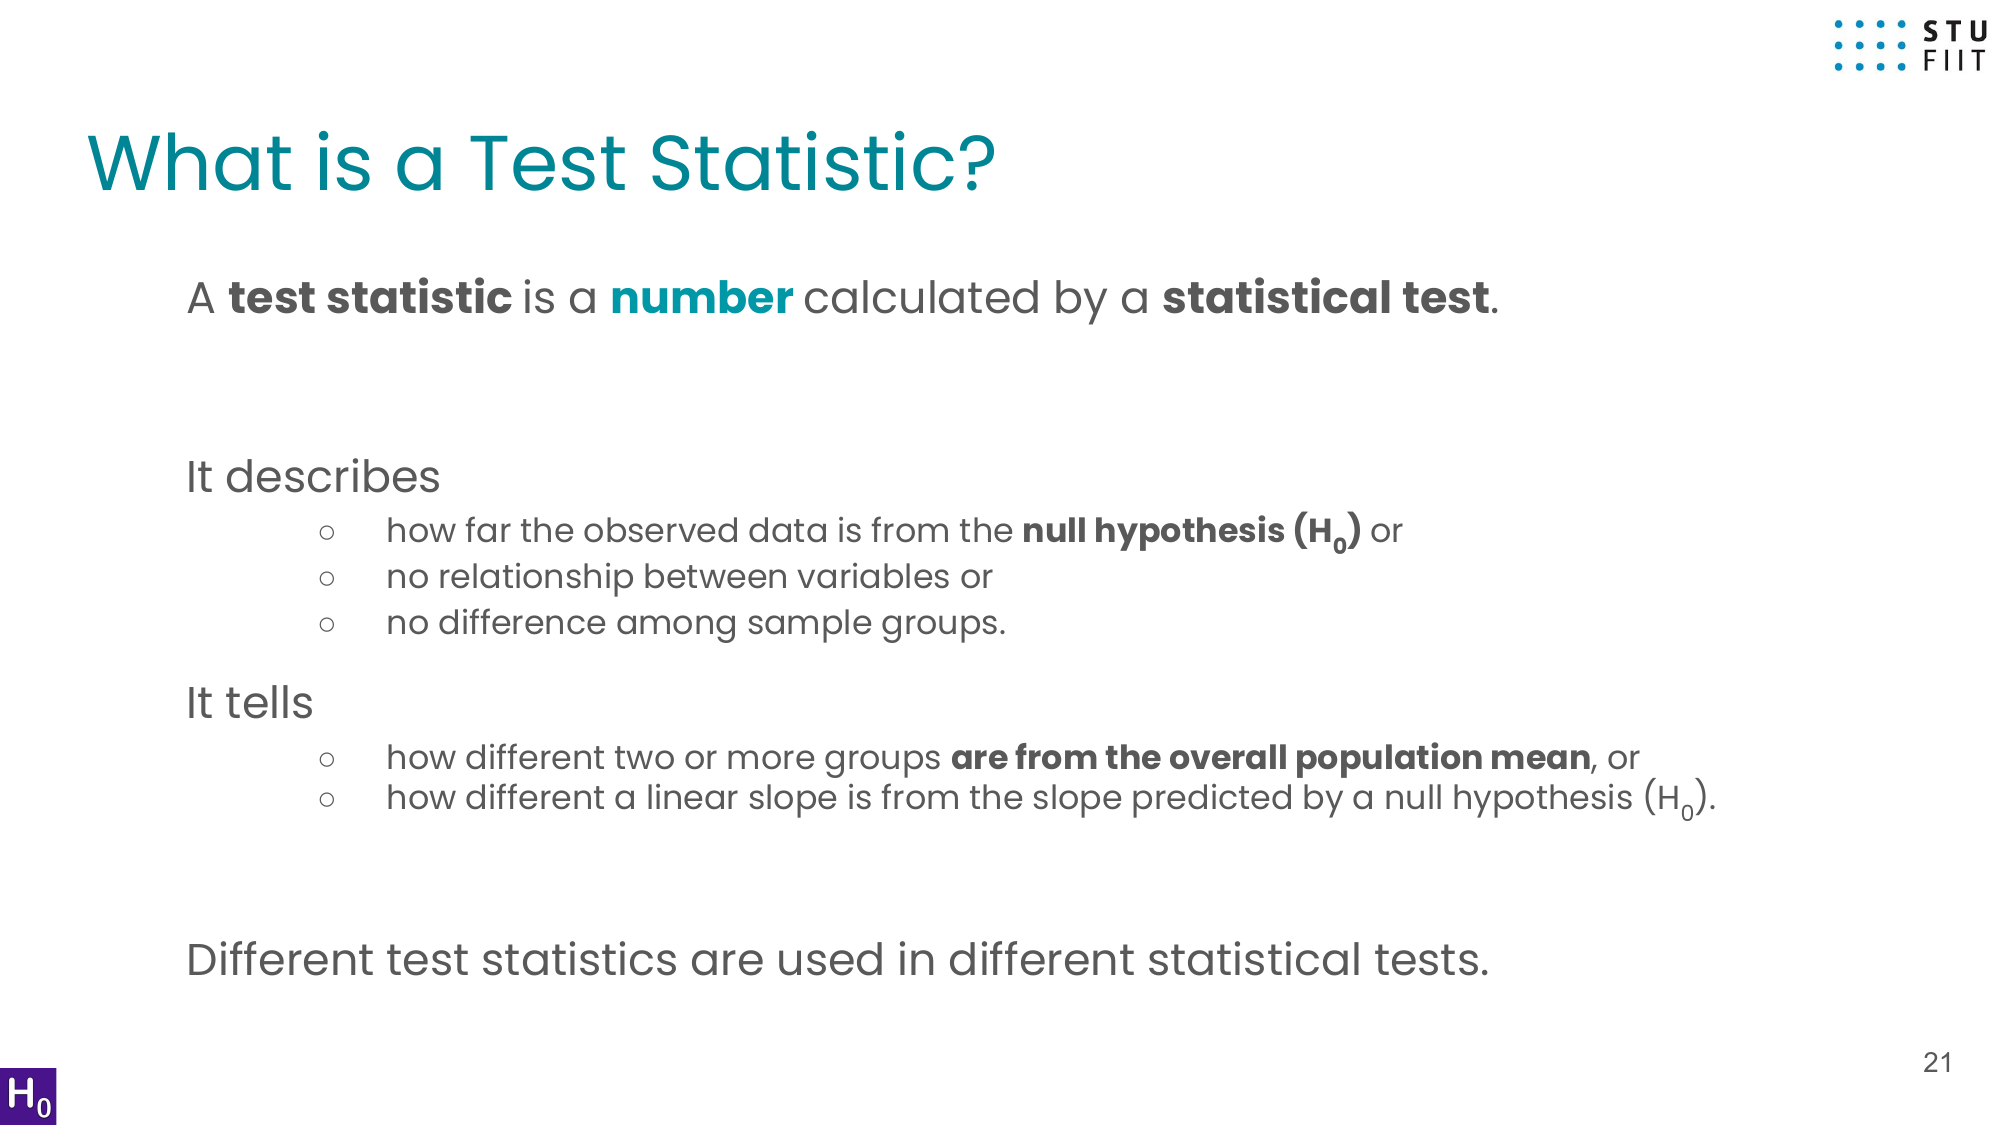 STU
FIIT
What is a Test Statistic?
A test statistic is a number calculated by a statistical test.
It describes
○ how far the observed data is from the null hypothesis (H₀) or
○ no relationship between variables or
○ no difference among sample groups.
It tells
○ how different two or more groups are from the overall population mean, or
○ how different a linear slope is from the slope predicted by a null hypothesis (H₀).
Different test statistics are used in different statistical tests.
21
H₀